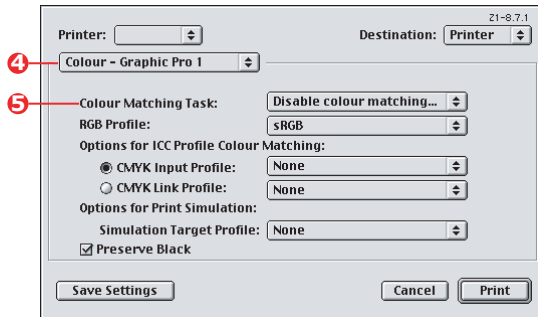 Z1-8.7.1
Printer: Destination: Printer
4 Colour - Graphic Pro 1
5 Colour Matching Task: Disable colour matching...
RGB Profile: sRGB
Options for ICC Profile Colour Matching:
CMYK Input Profile: None
CMYK Link Profile: None
Options for Print Simulation:
Simulation Target Profile: None
Preserve Black
Save Settings Cancel Print